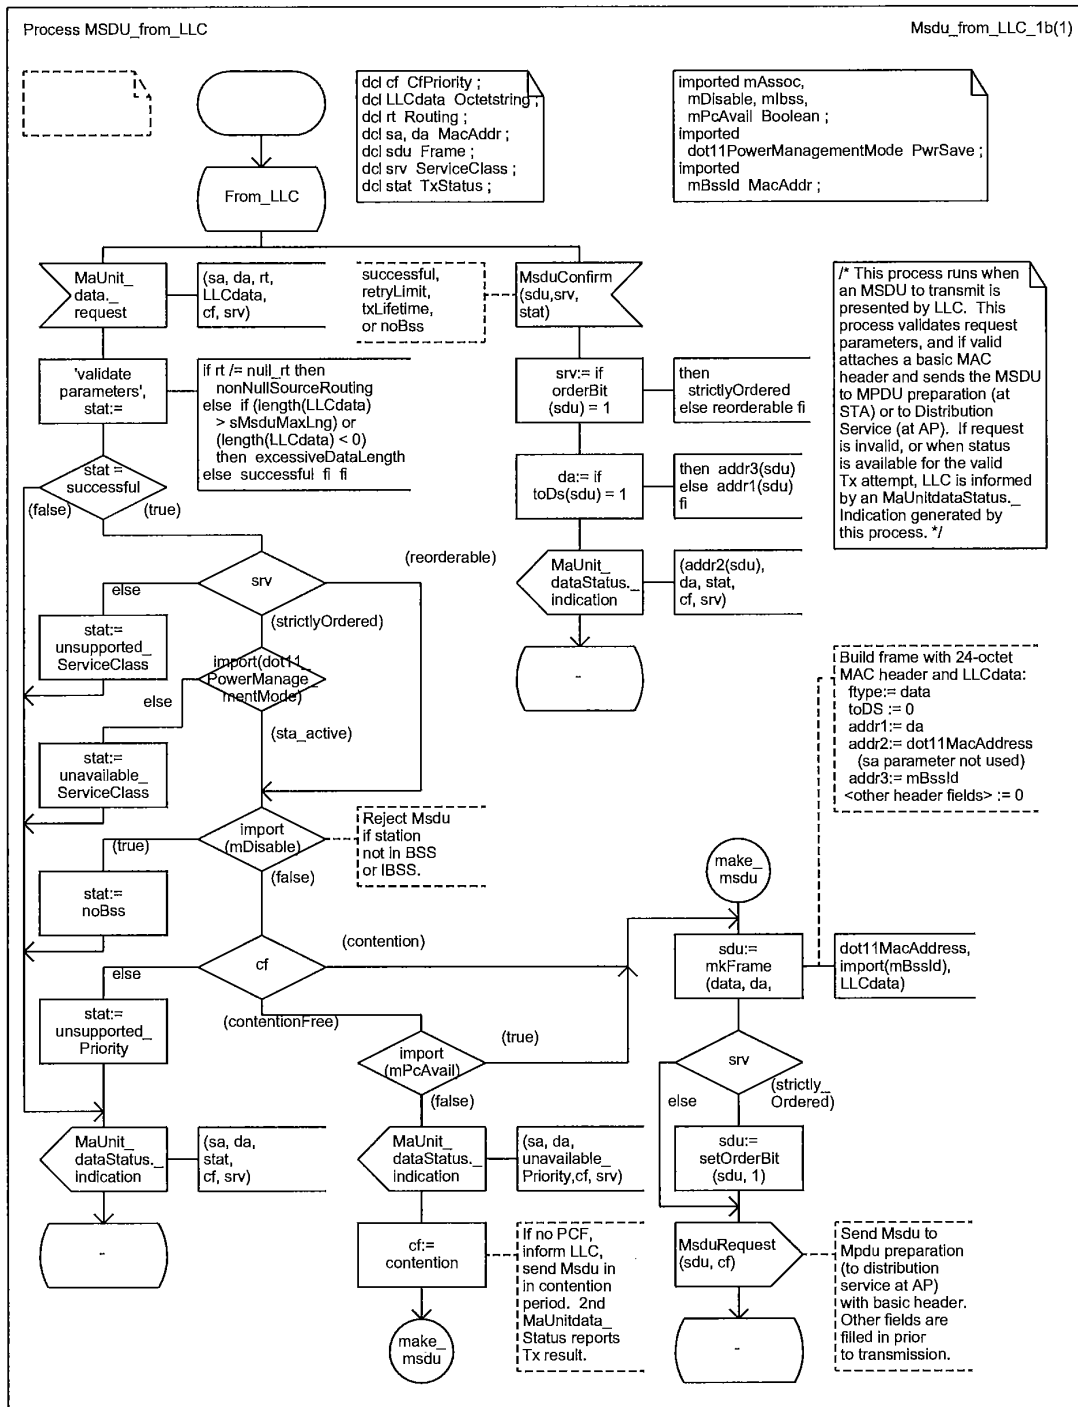 Process MSDU_from_LLC
Msdu_from_LLC_1b(1)
dcl cf CfPriority ;
dcl LLCdata Octetstring ;
dcl rt Routing ;
dcl sa, da MacAddr ;
dcl sdu Frame ;
dcl srv ServiceClass ;
dcl stat TxStatus ;
imported mAssoc,
mDisable, mIbss,
mPcAvail Boolean ;
imported
dot11PowerManagementMode PwrSave ;
imported
mBssId MacAddr ;
From_LLC
MaUnit_
data._
request
(sa, da, rt,
LLCdata,
cf, srv)
successful,
retryLimit,
txLifetime,
or noBss
MsduConfirm
(sdu,srv,
stat)
/* This process runs when
an MSDU to transmit is
presented by LLC. This
process validates request
parameters, and if valid
attaches a basic MAC
header and sends the MSDU
to MPDU preparation (at
STA) or to Distribution
Service (at AP). If request
is invalid, or when status
is available for the valid
Tx attempt, LLC is informed
by an MaUnitdataStatus._
Indication generated by
this process. */
'validate
parameters',
stat:=
if rt /= null_rt then
nonNullSourceRouting
else if (length(LLCdata)
> sMsduMaxLng) or
(length(LLCdata) < 0)
then excessiveDataLength
else successful fi fi
srv:= if
orderBit
(sdu) = 1
then
strictlyOrdered
else reorderable fi
stat =
successful
(false)
(true)
da:= if
toDs(sdu) = 1
then addr3(sdu)
else addr1(sdu)
fi
srv
(reorderable)
else
(strictlyOrdered)
MaUnit_
dataStatus._
indication
(addr2(sdu),
da, stat,
cf, srv)
-
stat:=
unsupported_
ServiceClass
import(dot11_
PowerManage_
mentMode)
else
(sta_active)
stat:=
unavailable_
ServiceClass
Build frame with 24-octet
MAC header and LLCdata:
ftype:= data
toDS := 0
addr1:= da
addr2:= dot11MacAddress
(sa parameter not used)
addr3:= mBssId
<other header fields> := 0
import
(mDisable)
(true)
(false)
Reject Msdu
if station
not in BSS
or IBSS.
stat:=
noBss
make_
msdu
cf
(contention)
else
(contentionFree)
sdu:=
mkFrame
(data, da,
dot11MacAddress,
import(mBssId),
LLCdata)
stat:=
unsupported_
Priority
import
(mPcAvail)
(true)
(false)
srv
else
(strictly_
Ordered)
MaUnit_
dataStatus._
indication
(sa, da,
stat,
cf, srv)
-
MaUnit_
dataStatus._
indication
(sa, da,
unavailable_
Priority,cf, srv)
sdu:=
setOrderBit
(sdu, 1)
cf:=
contention
If no PCF,
inform LLC,
send Msdu in
in contention
period. 2nd
MaUnitdata_
Status reports
Tx result.
make_
msdu
MsduRequest
(sdu, cf)
Send Msdu to
Mpdu preparation
(to distribution
service at AP)
with basic header.
Other fields are
filled in prior
to transmission.
-